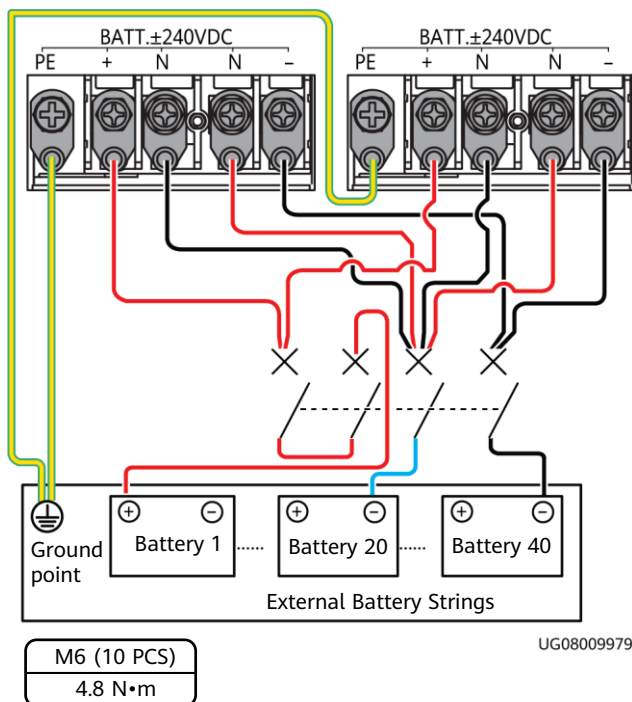 BATT.±240VDC
PE + N N −
BATT.±240VDC
PE + N N −
+ −
Battery 1
......
+ −
Battery 20
......
+ −
Battery 40
Ground
point
External Battery Strings
UG08009979
M6 (10 PCS)
4.8 N•m